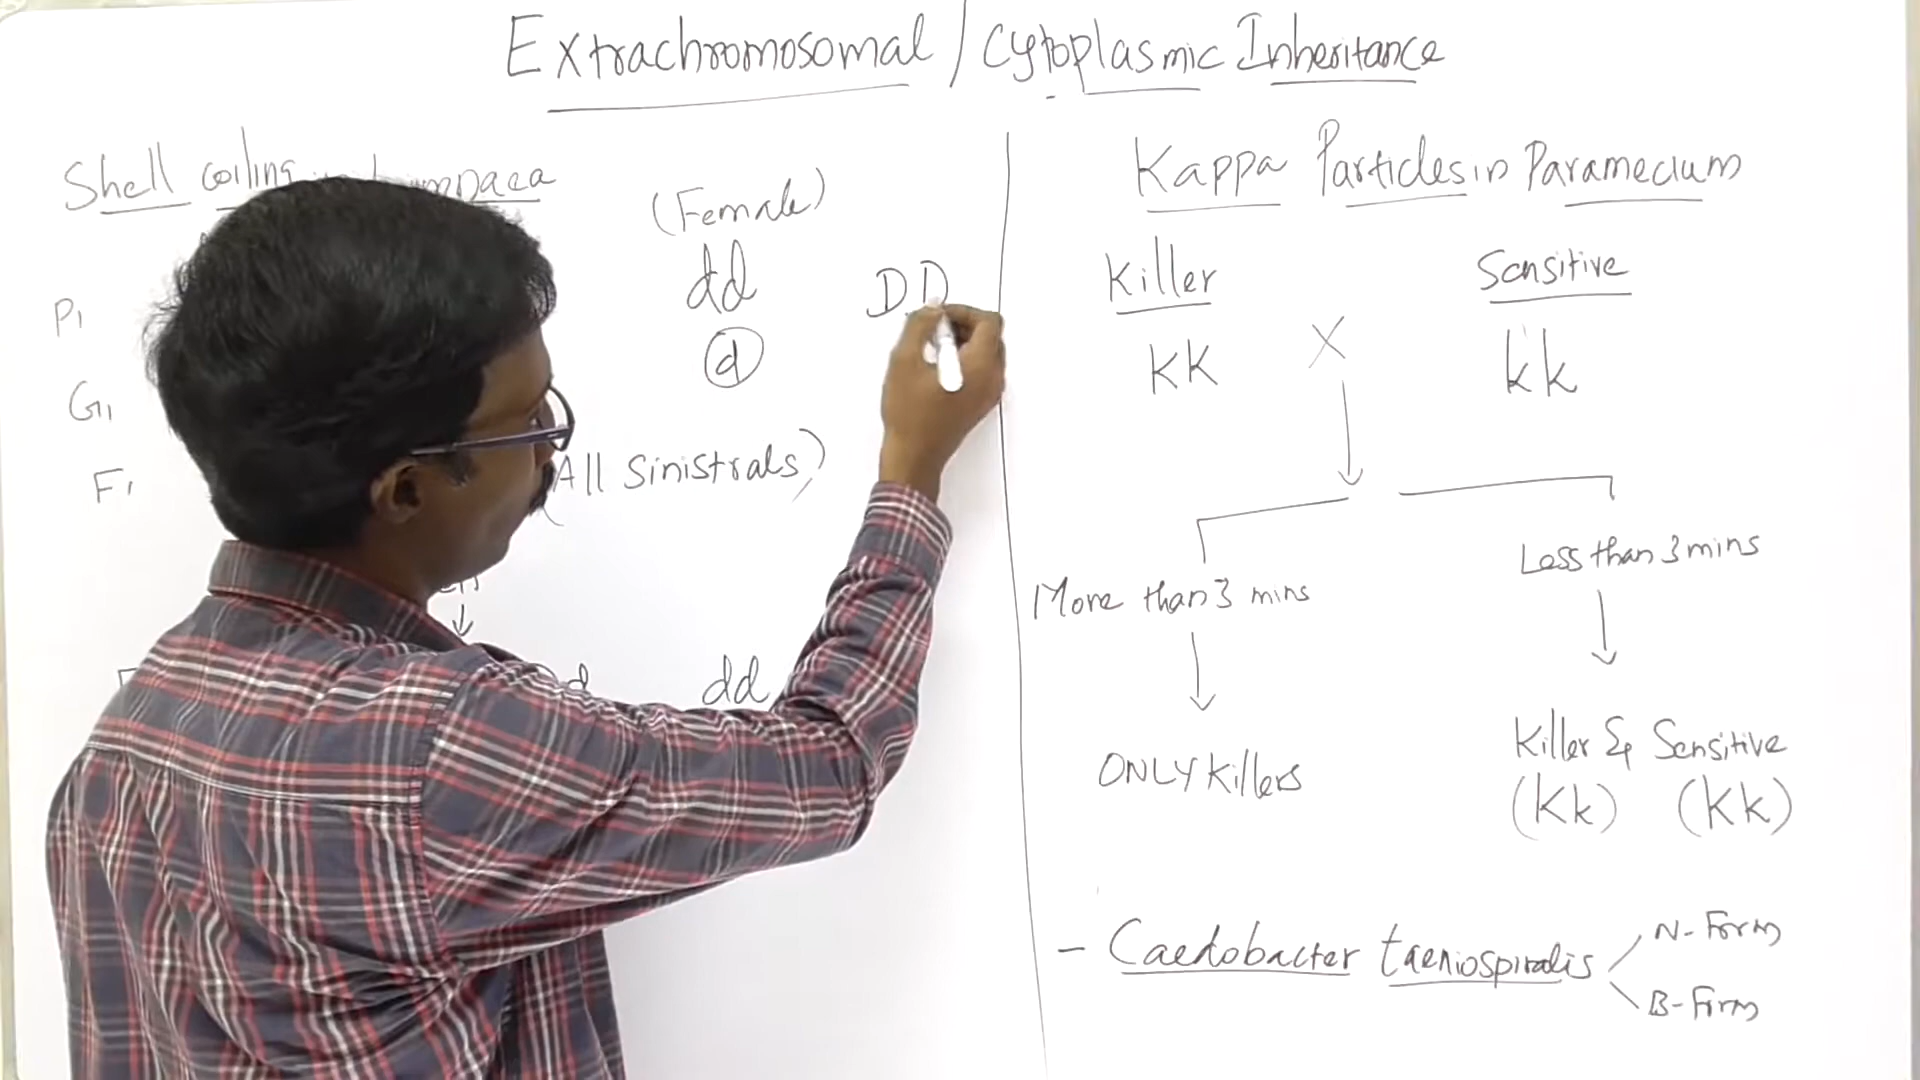 Extrachromosomal / Cytoplasmic Inheritance
Shell coiling
(Female)
dd
DD
P1
d
G1
F1
(All Sinistrals)
dd
Kappa Particles in Paramecium
Killer
Sensitive
KK
X
kk
More than 3 mins
Less than 3 mins
ONLY Killers
Killer & Sensitive
(Kk) (Kk)
- Caedobacter taeniospiralis
N-Form
B-Form